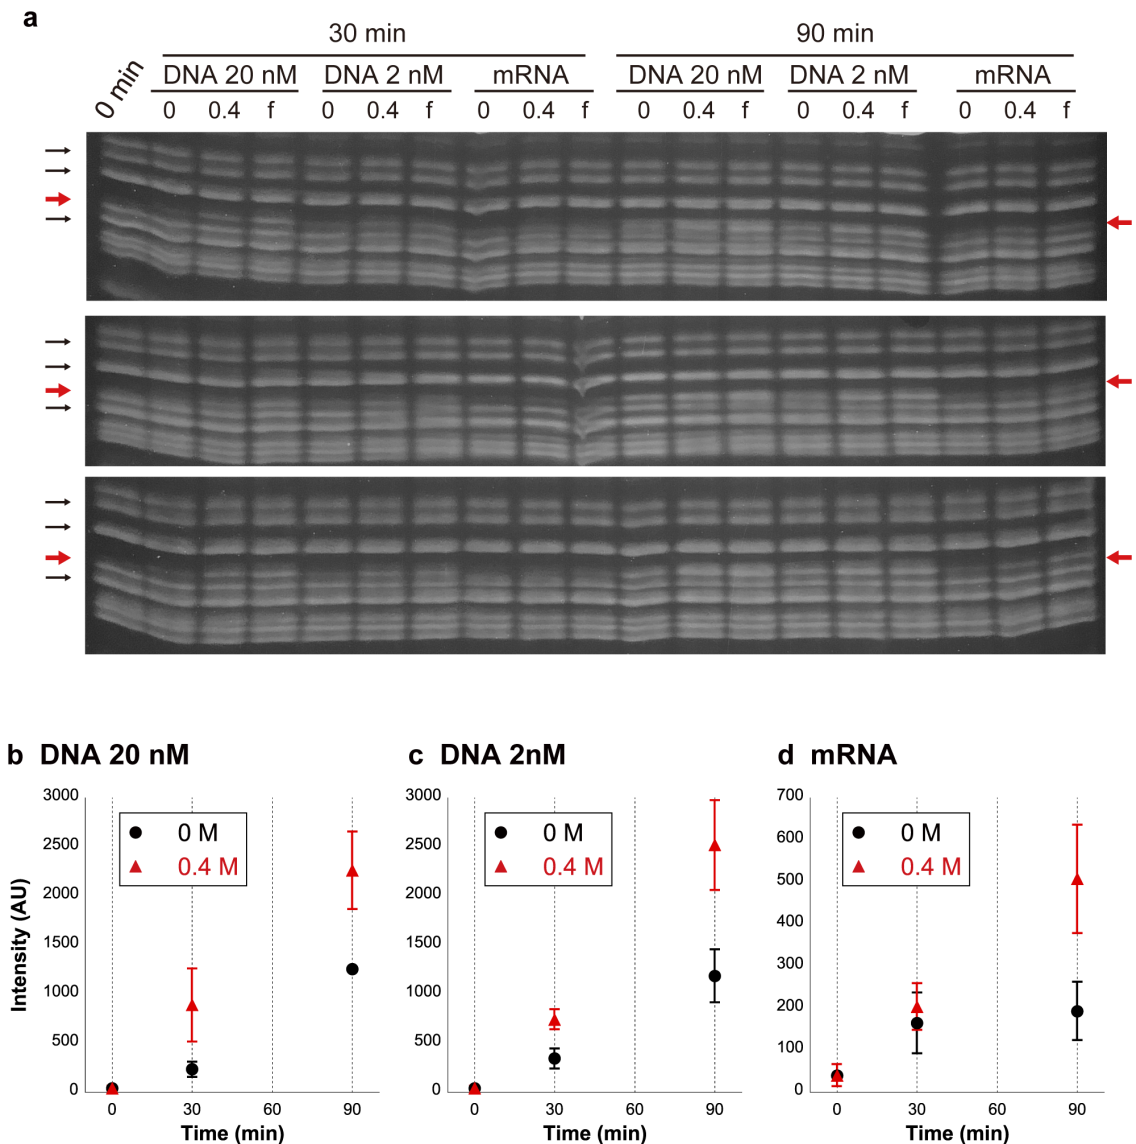 a
30 min 90 min
0 min DNA 20 nM DNA 2 nM mRNA DNA 20 nM DNA 2 nM mRNA
0 0.4 f 0 0.4 f 0 0.4 f 0 0.4 f 0 0.4 f 0 0.4 f
b DNA 20 nM
3000
2500
2000
1500
1000
500
0
0 M
0.4 M
Intensity (AU)
0 30 60 90
Time (min)
c DNA 2nM
3000
2500
2000
1500
1000
500
0
0 M
0.4 M
0 30 60 90
Time (min)
d mRNA
700
600
500
400
300
200
100
0
0 M
0.4 M
0 30 60 90
Time (min)